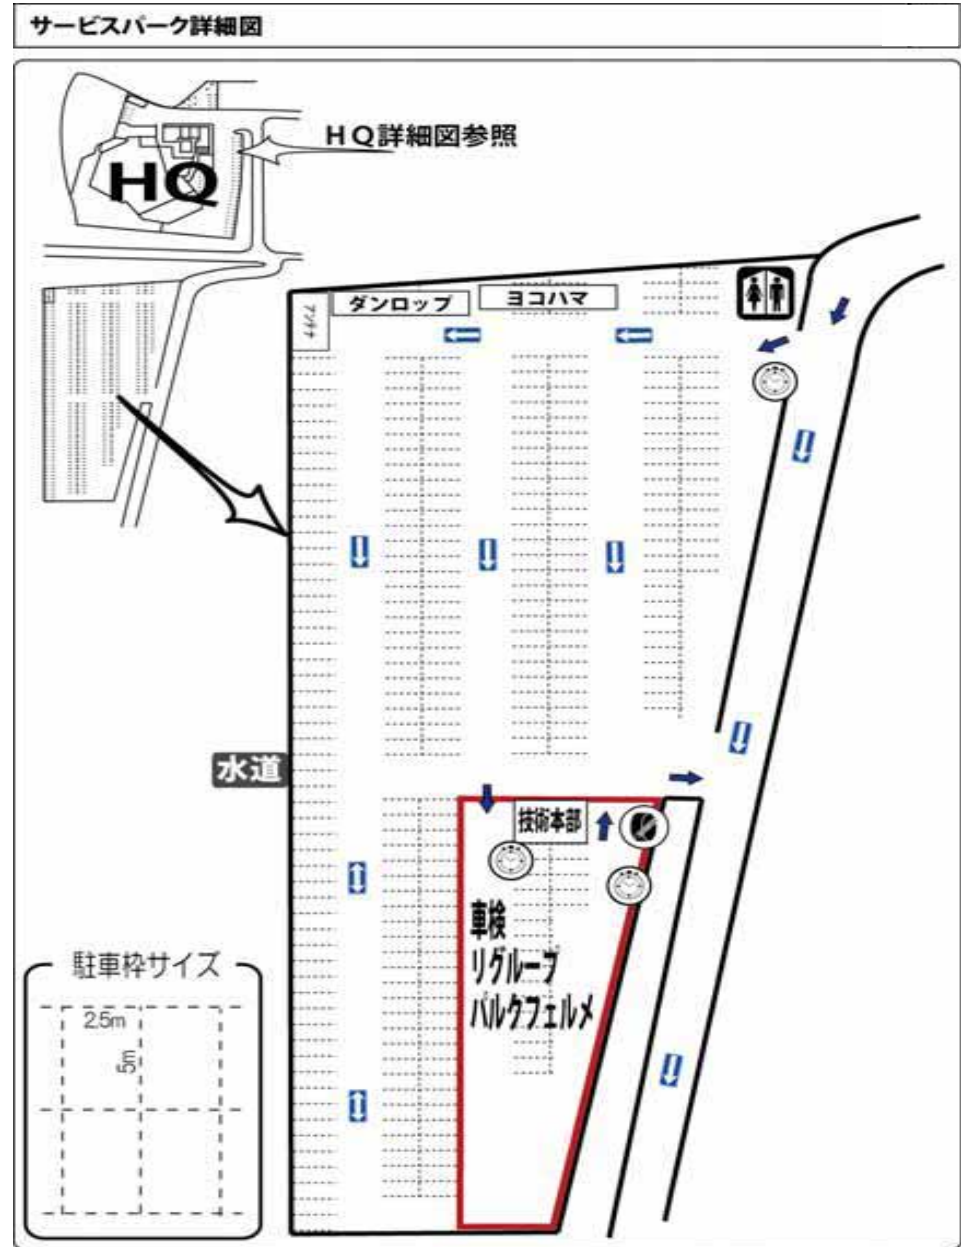 サービスパーク詳細図
HQ詳細図参照
HQ
ダンロップ
ヨコハマ
水道
技術本部
車検
リグループ
パルクフェルメ
駐車枠サイズ
2.5m
5m